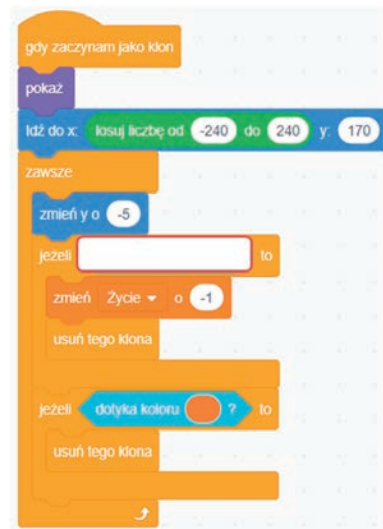 gdy zaczynam jako klon
pokaż
Idź do x: losuj liczbę od -240 do 240 y: 170
zawsze
zmień y o -5
jeżeli to
zmień Życie o -1
usuń tego klona
jeżeli dotyka koloru ? to
usuń tego klona